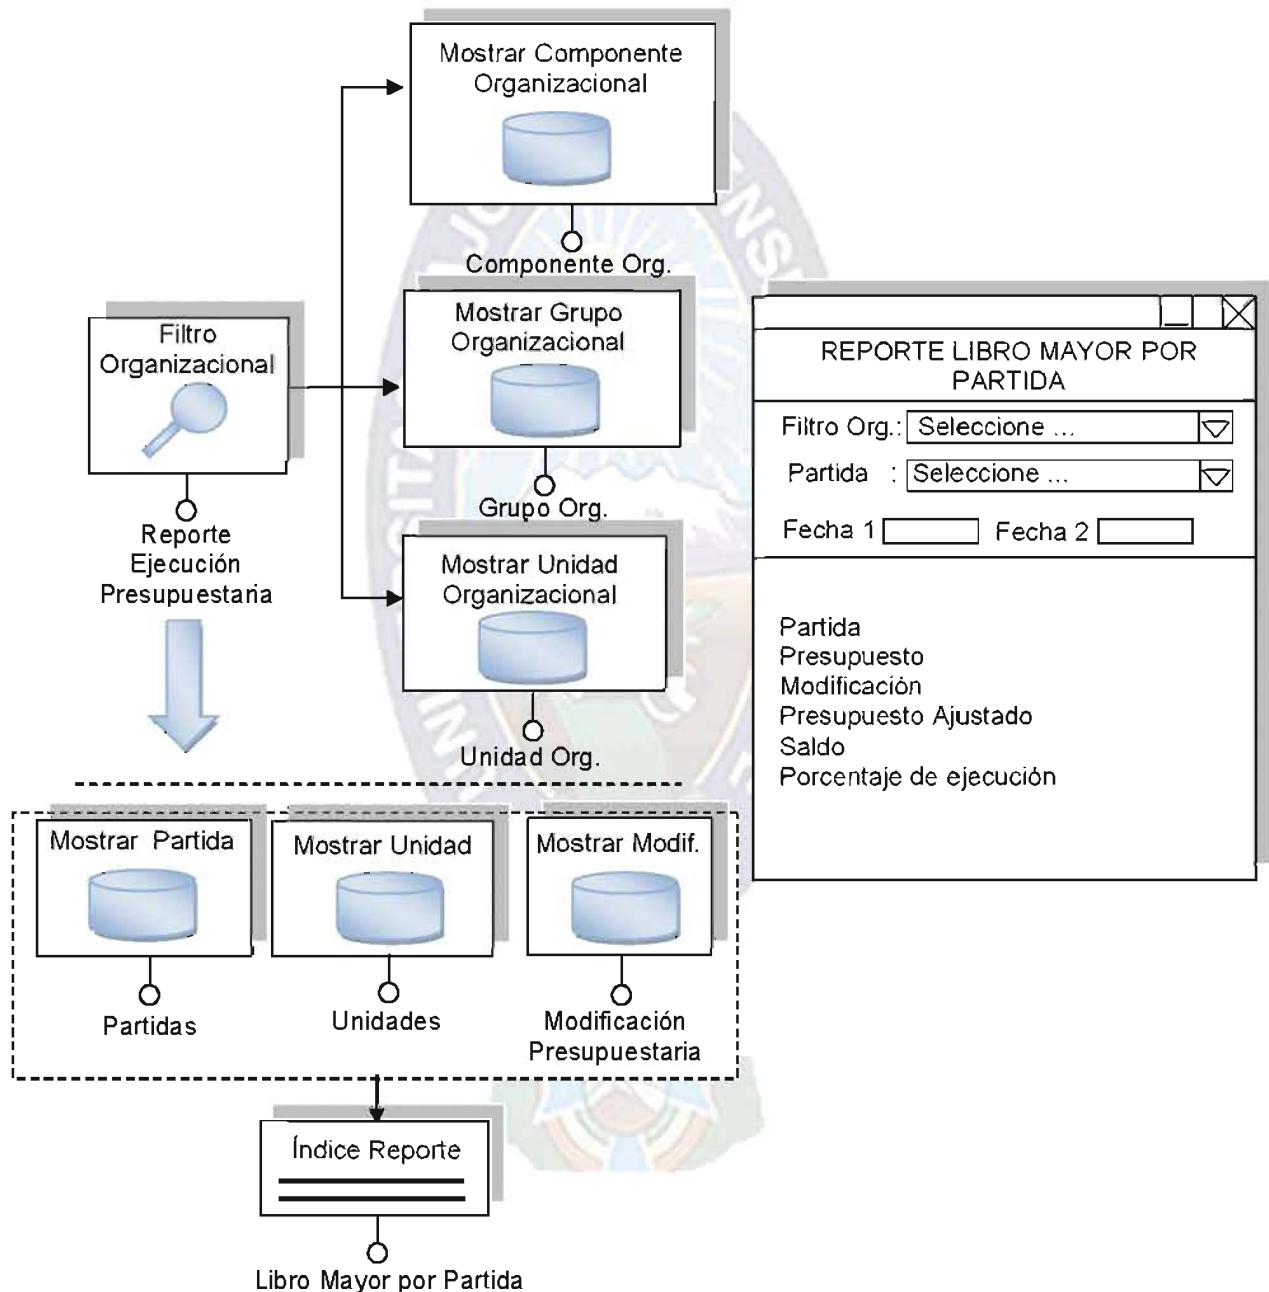 Mostrar Componente
Organizacional
Componente Org.
Filtro
Organizacional
Reporte
Ejecución
Presupuestaria
Mostrar Grupo
Organizacional
Grupo Org.
Mostrar Unidad
Organizacional
Unidad Org.
REPORTE LIBRO MAYOR POR
PARTIDA
Filtro Org.: Seleccione ...
Partida : Seleccione ...
Fecha 1 Fecha 2
Partida
Presupuesto
Modificación
Presupuesto Ajustado
Saldo
Porcentaje de ejecución
Mostrar Partida
Partidas
Mostrar Unidad
Unidades
Mostrar Modif.
Modificación
Presupuestaria
Índice Reporte
Libro Mayor por Partida